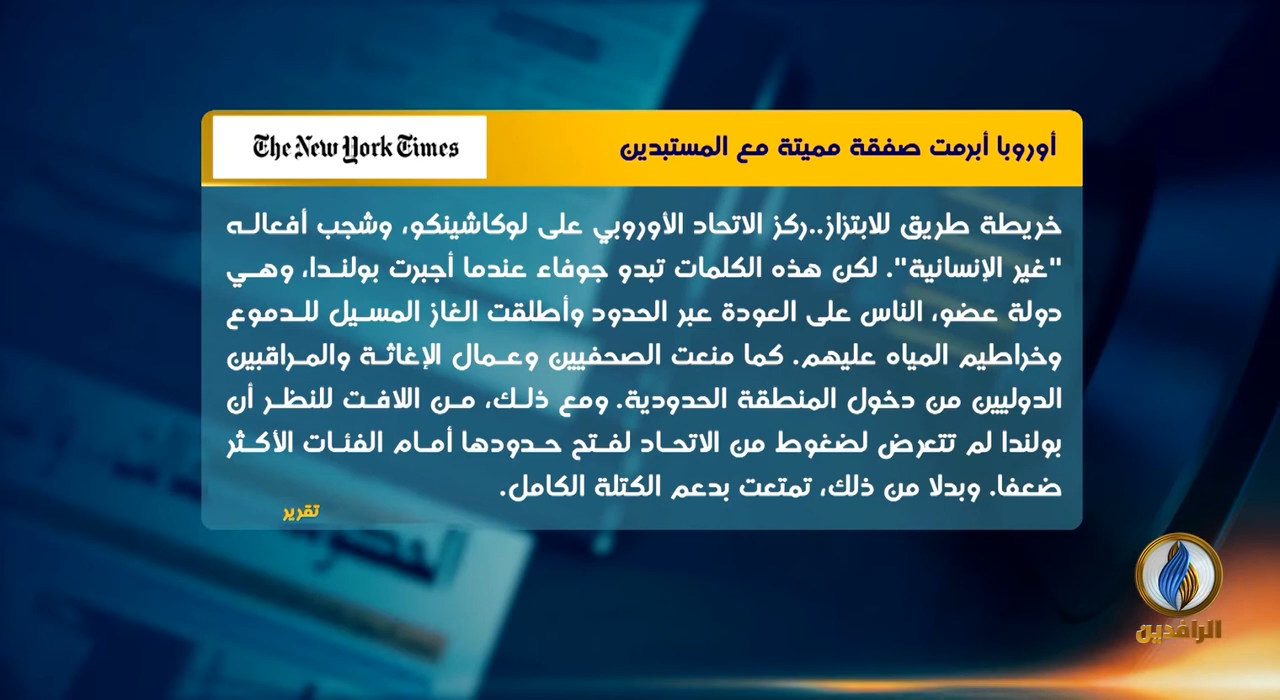 أوروبا أبرمت صفقة مميتة مع المستبدين
The New York Times
خريطة طريق للابتزاز..ركز الاتحاد الأوروبي على لوكاشينكو، وشجب أفعاله
"غير الإنسانية". لكن هذه الكلمات تبدو جوفاء عندما أجبرت بولندا، وهي
دولة عضو، الناس على العودة عبر الحدود وأطلقت الغاز المسيل للدموع
وخراطيم المياه عليهم. كما منعت الصحفيين وعمال الإغاثة والمراقبين
الدوليين من دخول المنطقة الحدودية. ومع ذلك، من اللافت للنظر أن
بولندا لم تتعرض لضغوط من الاتحاد لفتح حدودها أمام الفئات الأكثر
ضعفا. وبدلا من ذلك، تمتعت بدعم الكتلة الكامل.
تقرير
الرافدين